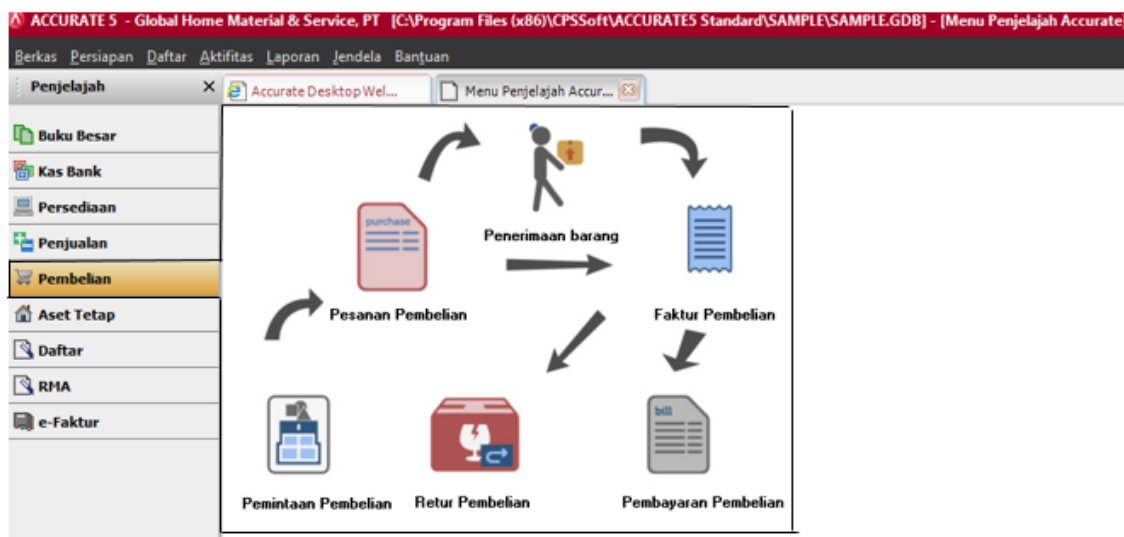 ACCURATE 5 - Global Home Material & Service, PT [C:\Program Files (x86)\CPSSoft\ACCURATE5 Standard\SAMPLE\SAMPLE.GDB] - [Menu Penjelajah Accurate]
Berkas Persiapan Daftar Aktifitas Laporan Jendela Bantuan
Penjelajah
Accurate Desktop Wel...
Menu Penjelajah Accur...
Buku Besar
Kas Bank
Persediaan
Penjualan
Pembelian
Aset Tetap
Daftar
RMA
e-Faktur
purchase
Penerimaan barang
Pesanan Pembelian
Faktur Pembelian
bill
Pemintaan Pembelian
Retur Pembelian
Pembayaran Pembelian